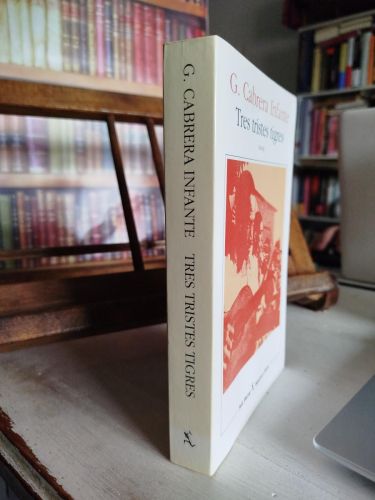 G. CABRERA INFANTE TRES TRISTES TIGRES
G. Cabrera Infante
Tres tristes tigres